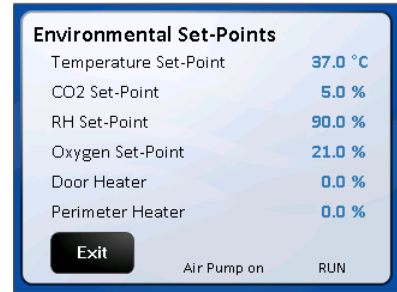 Environmental Set-Points
Temperature Set-Point 37.0 °C
CO2 Set-Point 5.0 %
RH Set-Point 90.0 %
Oxygen Set-Point 21.0 %
Door Heater 0.0 %
Perimeter Heater 0.0 %
Exit
Air Pump on RUN